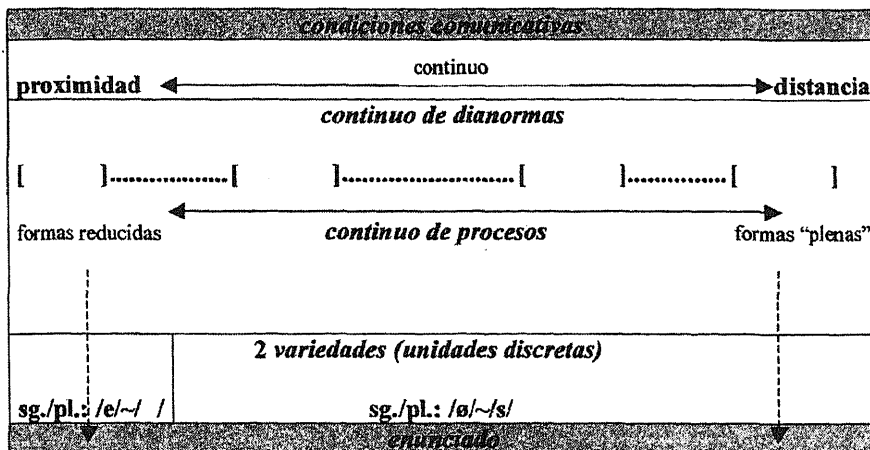 condiciones comunicativas
continuo
proximidad distancia
continuo de dianormas
[ ].................. [ ]......................... [ ]............... [ ]
formas reducidas continuo de procesos formas “plenas”
2 variedades (unidades discretas)
sg./pl.: /e/~/ / sg./pl.: /ø/~/s/
enunciado